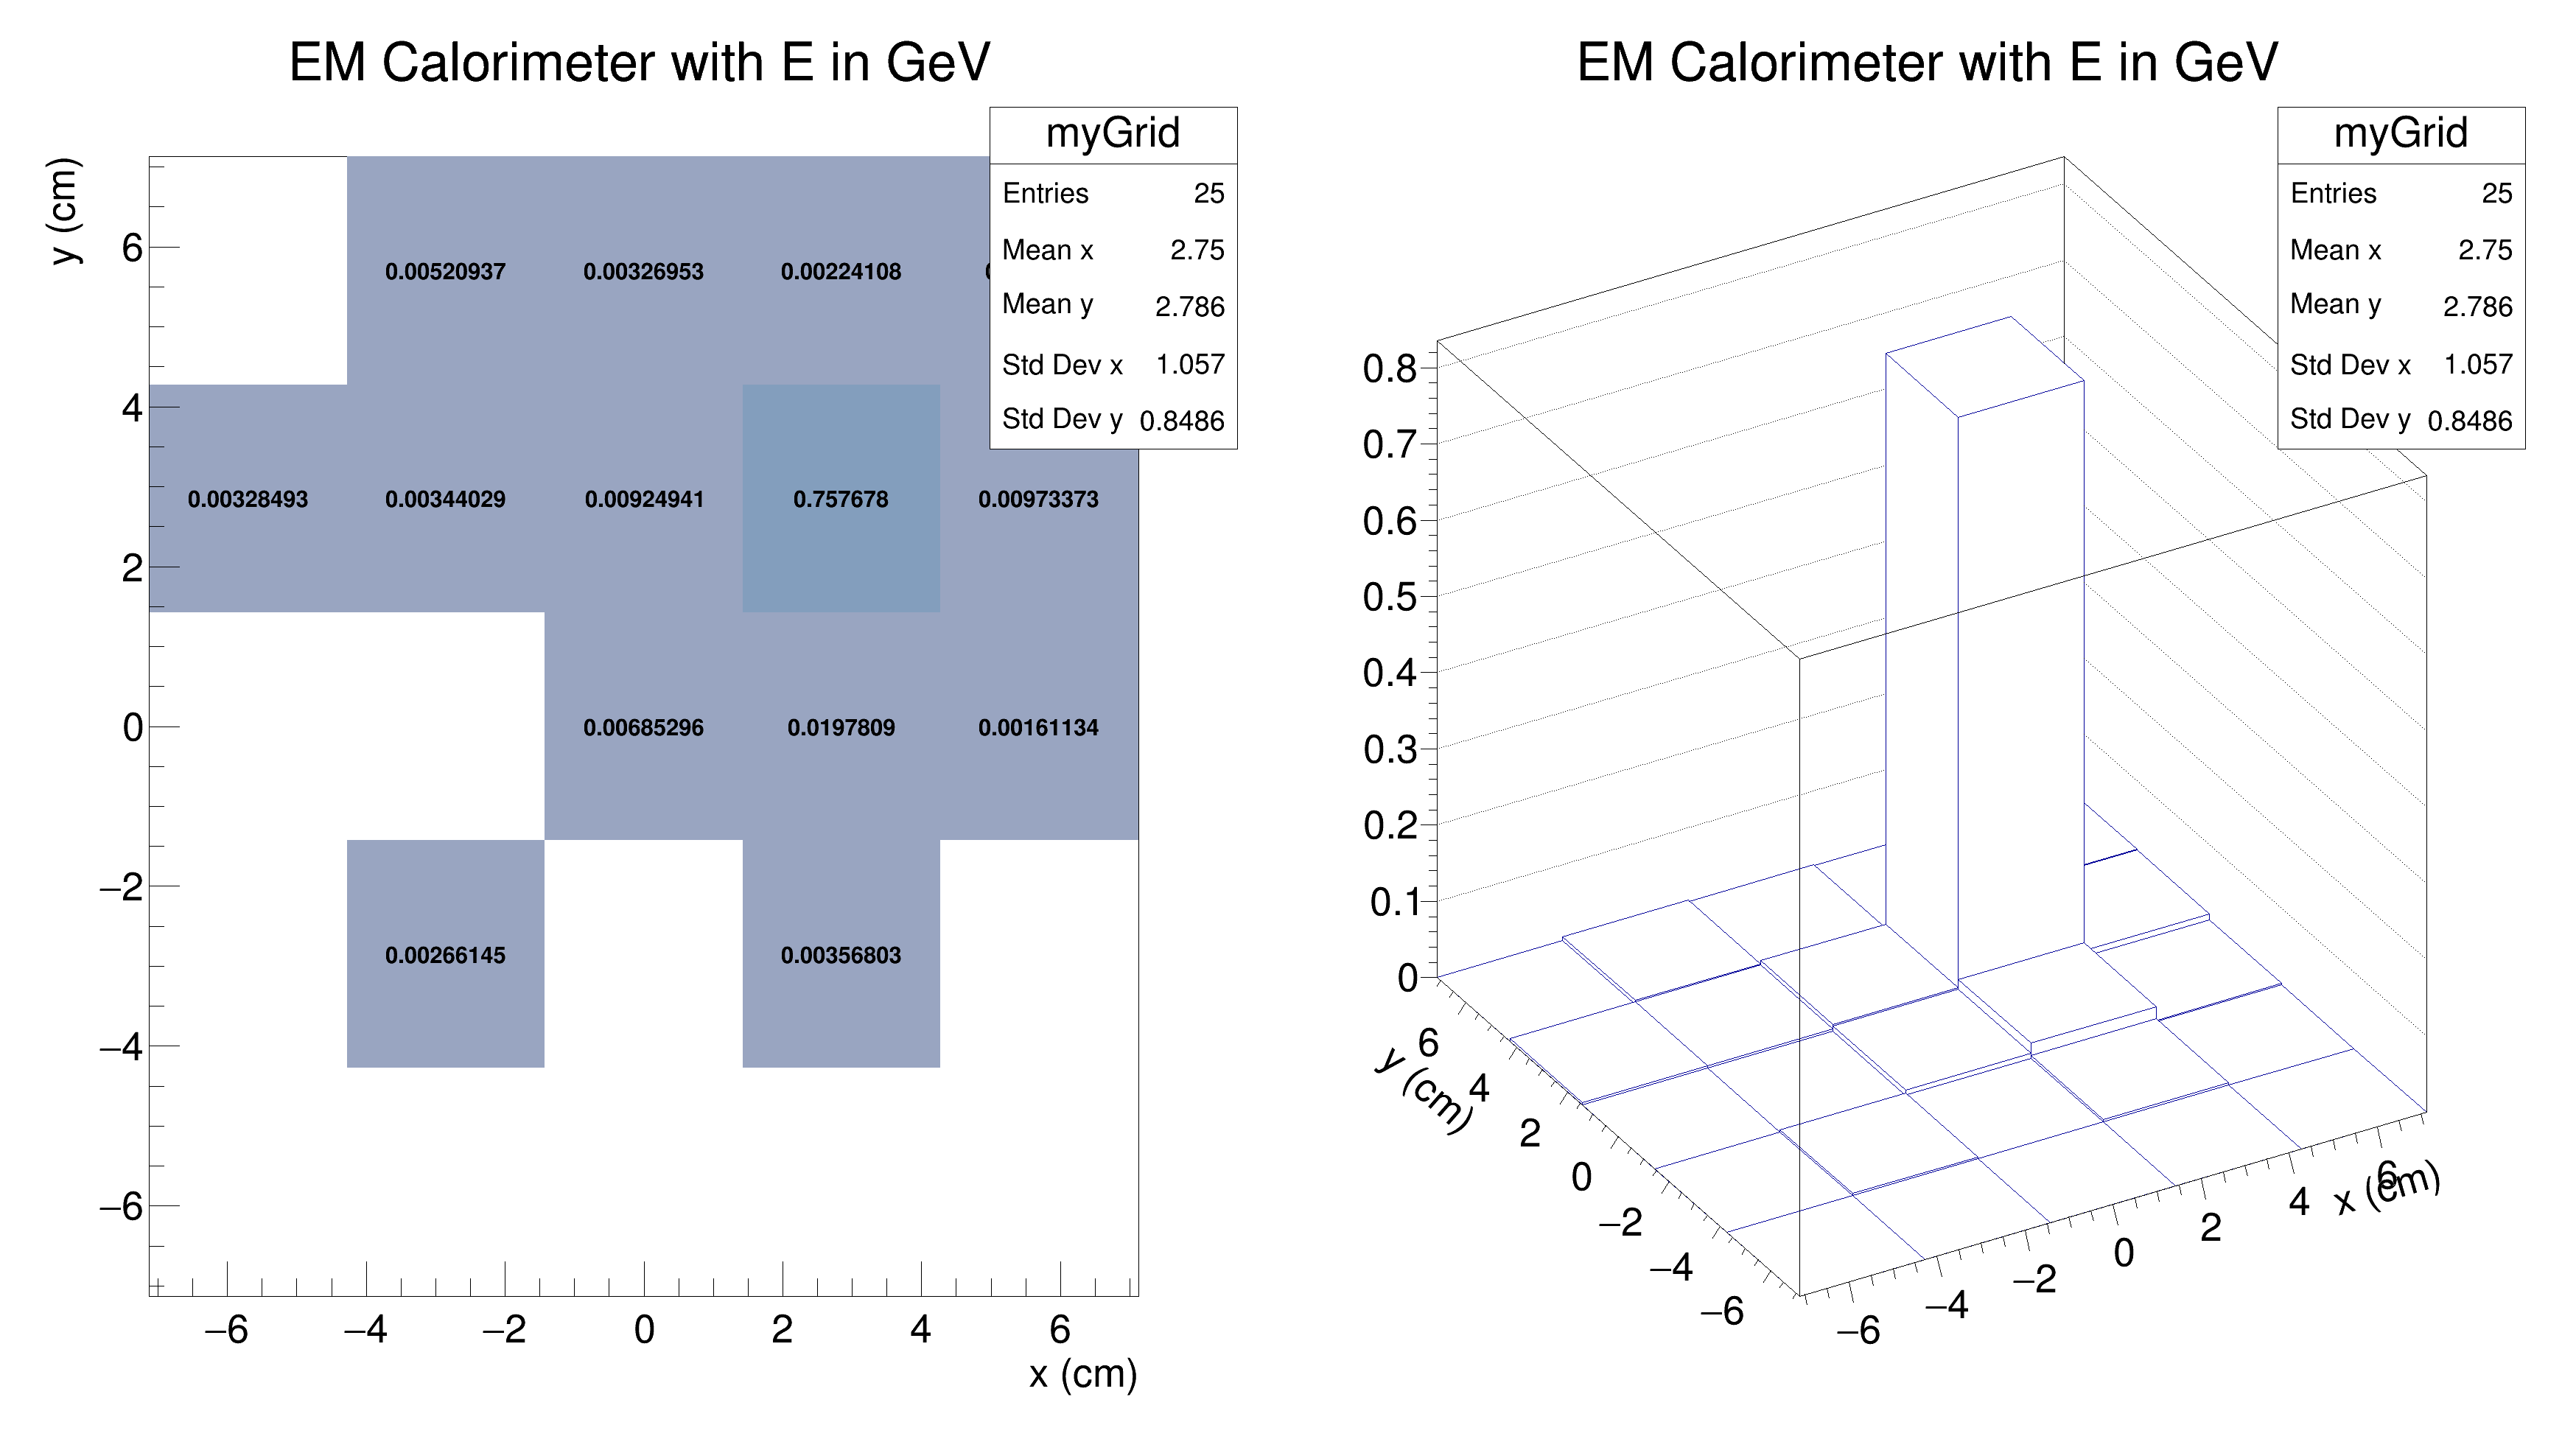 EM Calorimeter with E in GeV
myGrid
Entries 25
Mean x 2.75
Mean y 2.786
Std Dev x 1.057
Std Dev y 0.8486
y (cm)
6
4
2
0
−2
−4
−6
0.00520937 0.00326953 0.00224108
0.00328493 0.00344029 0.00924941 0.757678 0.00973373
0.00685296 0.0197809 0.00161134
0.00266145 0.00356803
−6 −4 −2 0 2 4 6
x (cm)
EM Calorimeter with E in GeV
myGrid
Entries 25
Mean x 2.75
Mean y 2.786
Std Dev x 1.057
Std Dev y 0.8486
0.8
0.7
0.6
0.5
0.4
0.3
0.2
0.1
0
6
4
2
0
−2
−4
−6
y (cm)
−6
−4
−2
0
2
4
6
x (cm)